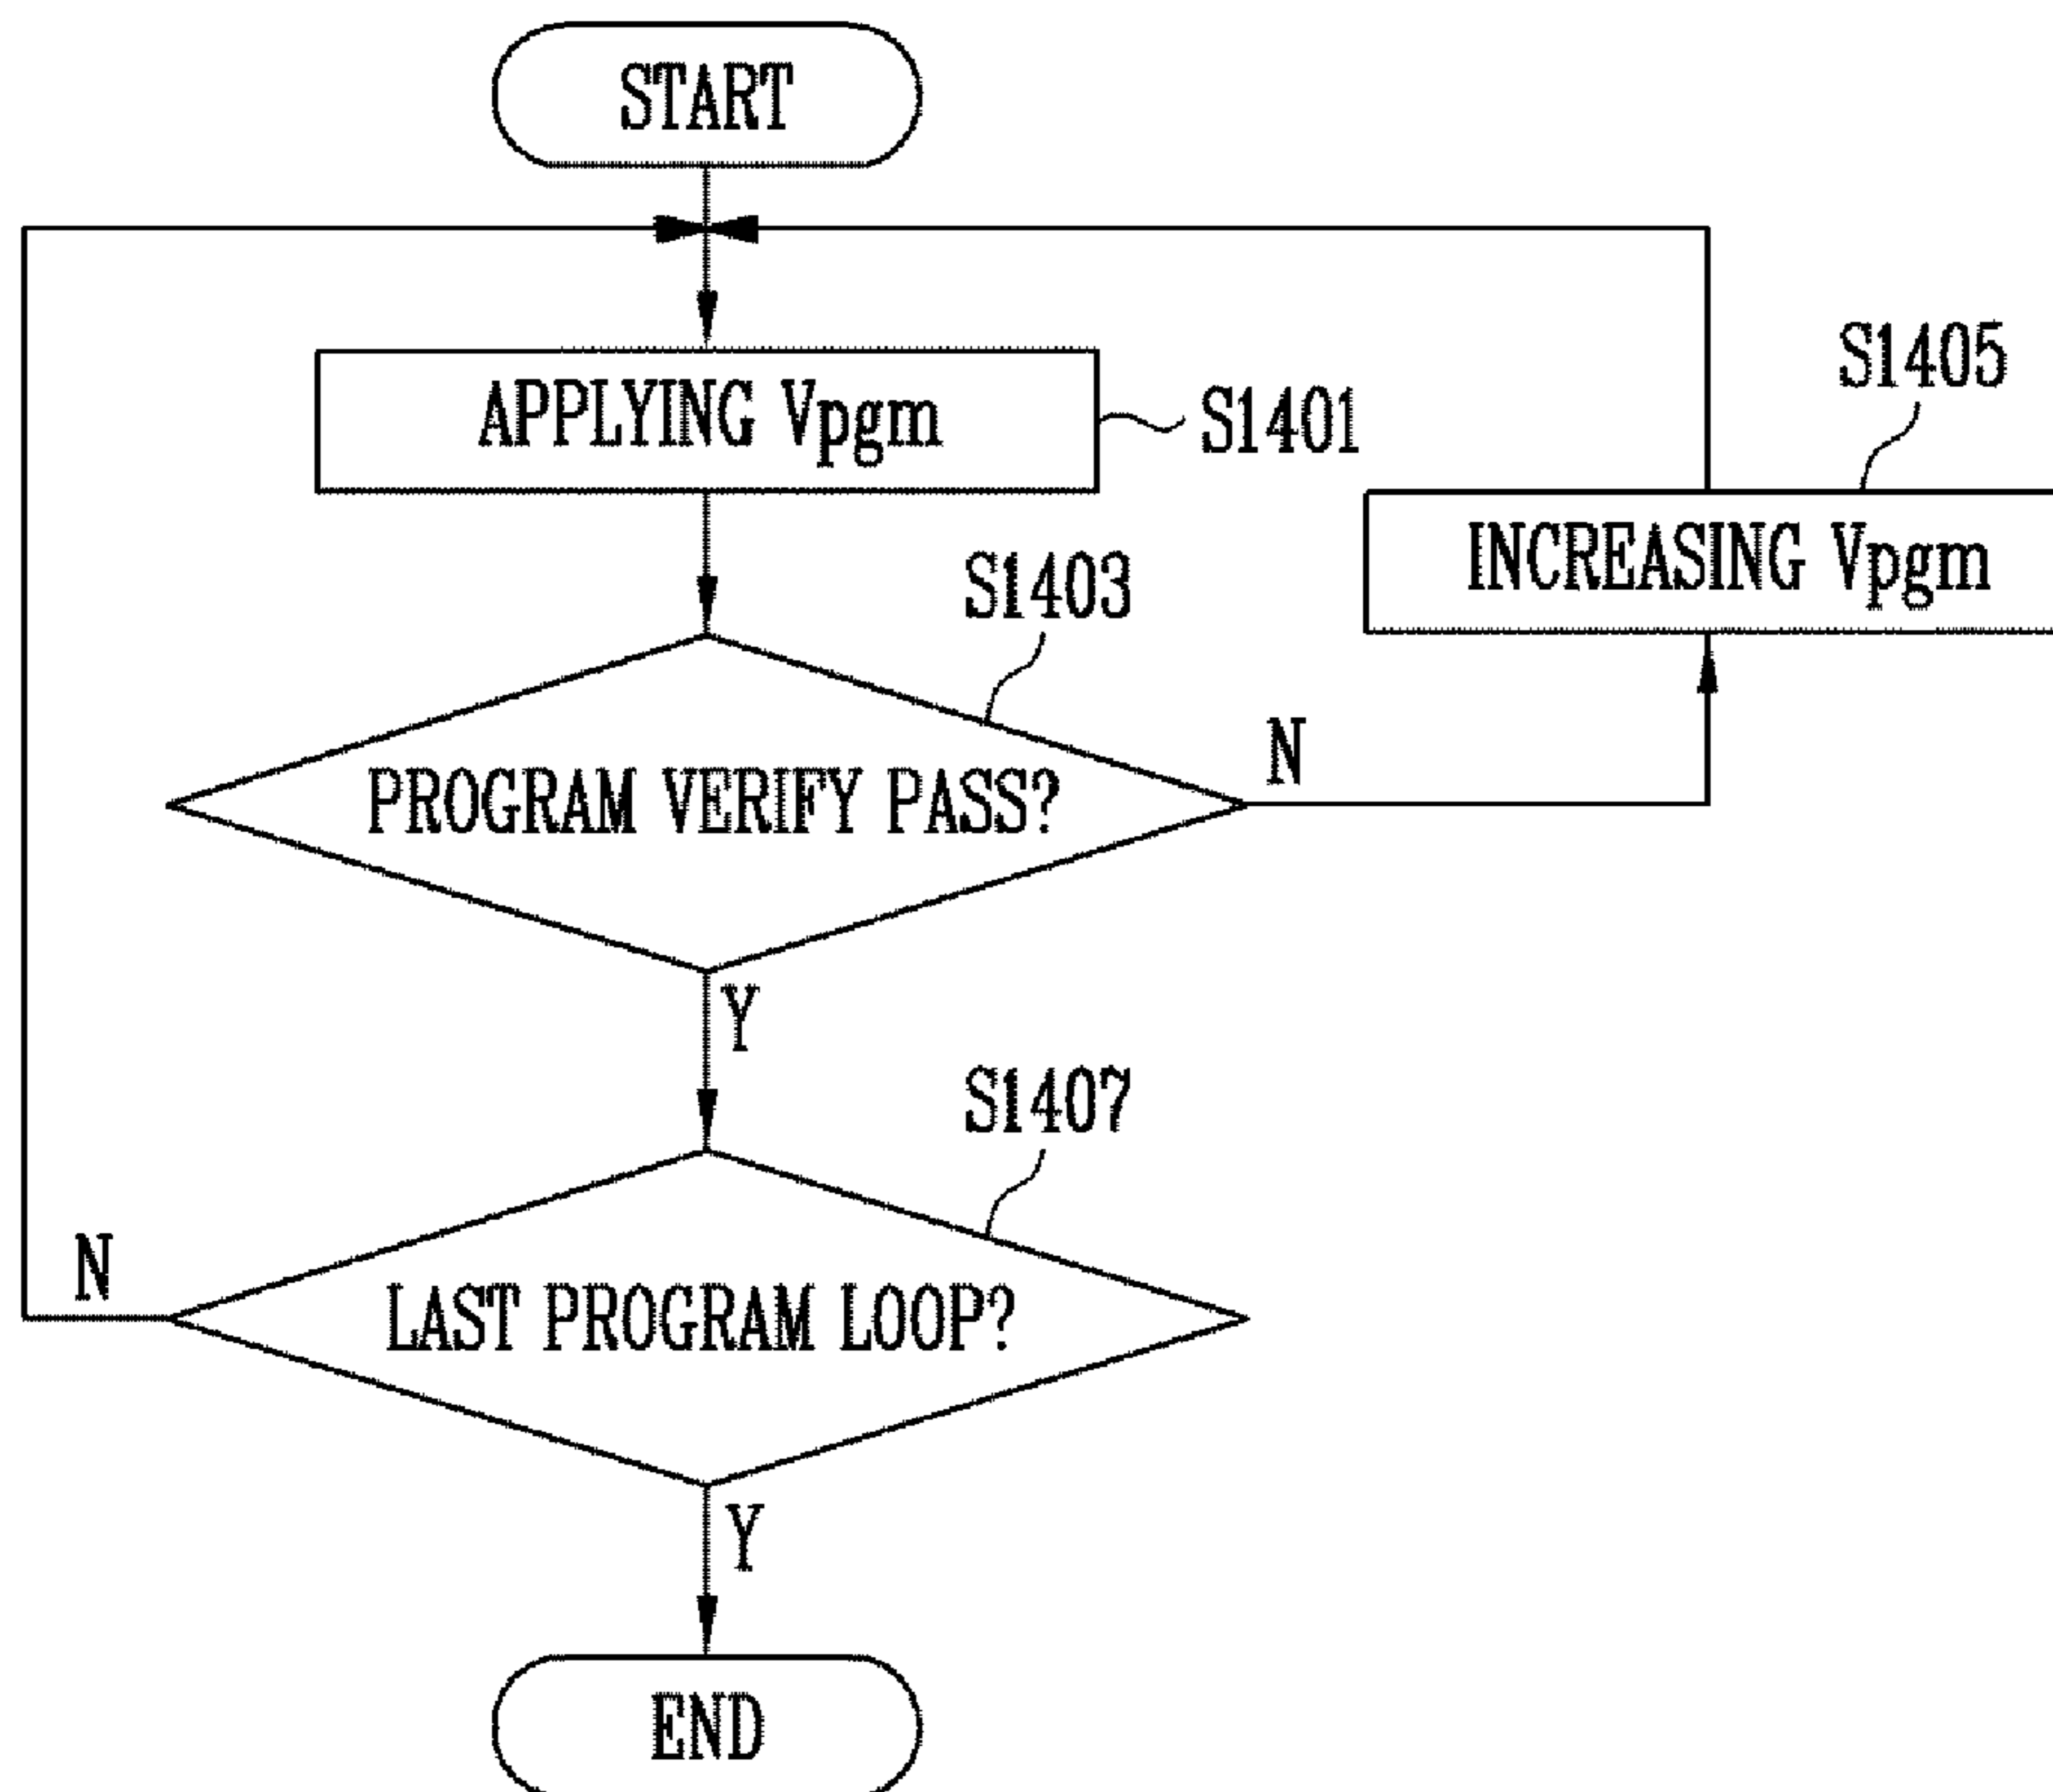 START
APPLYING Vpgm
S1401
S1405
INCREASING Vpgm
S1403
PROGRAM VERIFY PASS?
N
Y
S1407
N
LAST PROGRAM LOOP?
Y
END